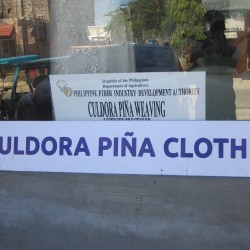 Republic of the Philippines
Department of Agriculture
PHILIPPINE FIBER INDUSTRY DEVELOPMENT AUTHORITY
CULDORA PIÑA WEAVING
ULDORA PIÑA CLOTH